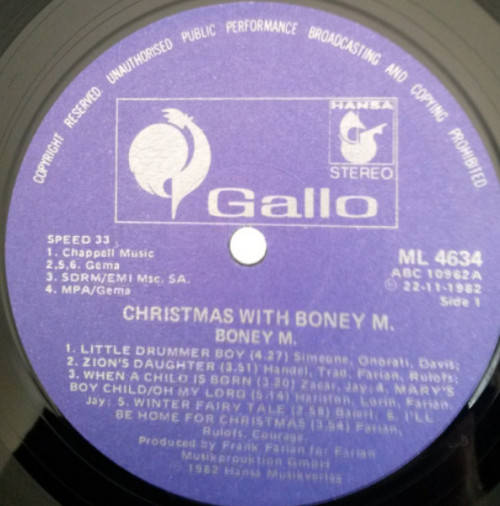 COPYRIGHT RESERVED. UNAUTHORISED PUBLIC PERFORMANCE BROADCASTING AND COPYING PROHIBITED
HANSA
STEREO
Gallo
SPEED 33
1. Chappell Music
2,5,6. Gema
3. SDRM/EMI Msc. SA.
4. MPA/Gema
ML 4634
ABC 10962A
℗ 22-11-1982
Side 1
CHRISTMAS WITH BONEY M.
BONEY M.
1. LITTLE DRUMMER BOY (4.27) Simeone, Onorati, Davis;
2. ZION'S DAUGHTER (3.51) Handel, Trad. Farian, Rulofs;
3. WHEN A CHILD IS BORN (3.20) Zacar, Jay; 4. MARY'S
BOY CHILD/OH MY LORD (5.14) Hairston, Lorin, Farian,
Jay; 5. WINTER FAIRY TALE (2.58) 6. I'LL
BE HOME FOR CHRISTMAS (3.54) Farian,
Rulofs, Courage.
Produced by Frank Farian for Farian
Musikproduktion GmbH
℗ 1982 Hansa Musikverlag